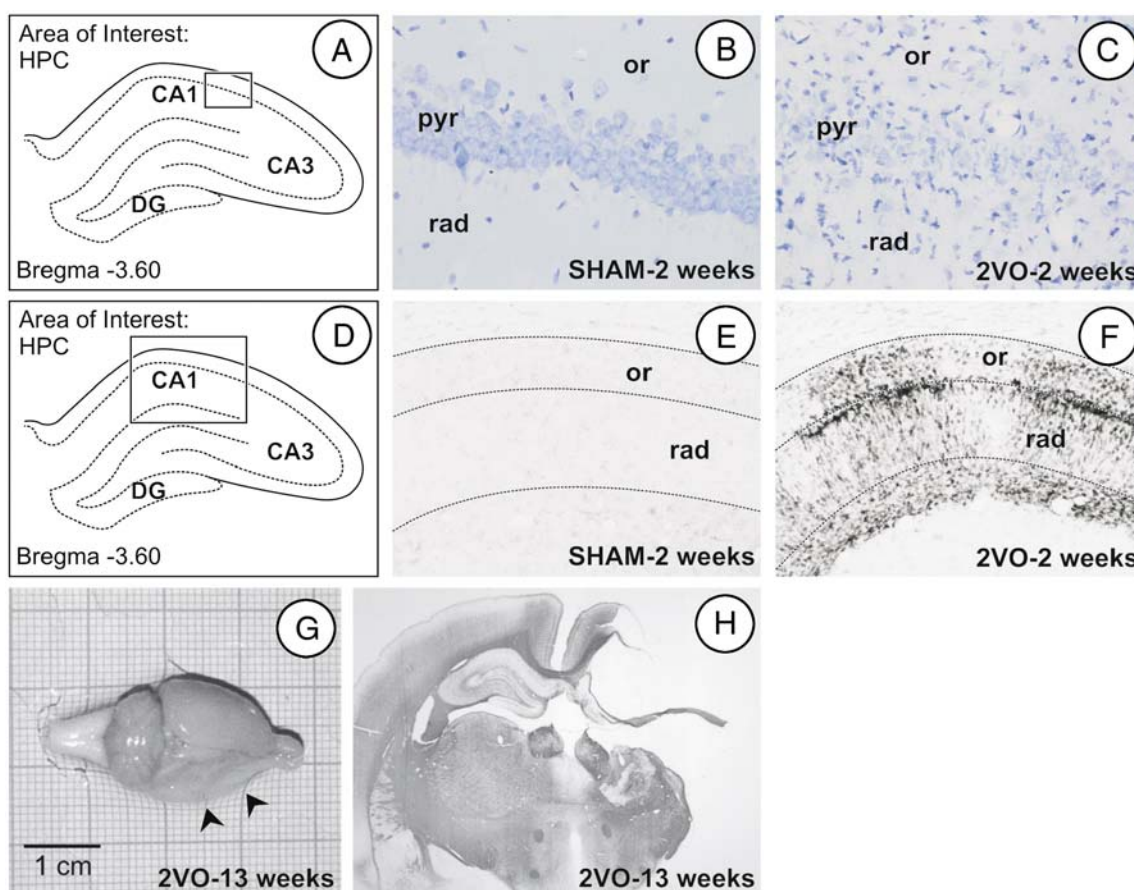 Area of Interest:
HPC
A
CA1
CA3
DG
Bregma -3.60
B
or
pyr
rad
SHAM-2 weeks
C
or
pyr
rad
2VO-2 weeks
Area of Interest:
HPC
D
CA1
CA3
DG
Bregma -3.60
E
or
rad
SHAM-2 weeks
F
or
rad
2VO-2 weeks
G
1 cm
2VO-13 weeks
H
2VO-13 weeks